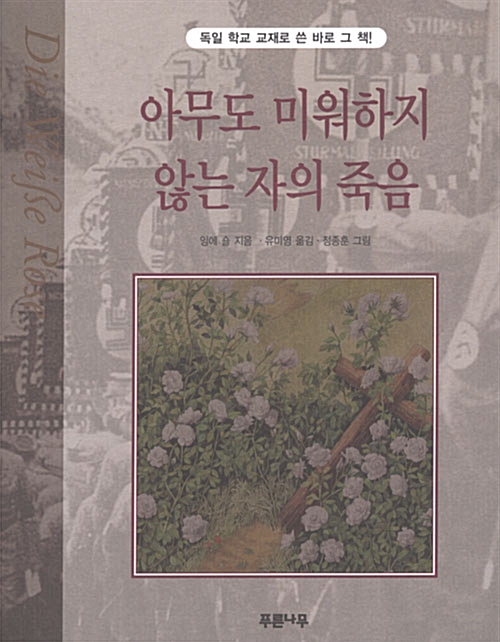 독일 학교 교재로 쓴 바로 그 책!
Die Weiße Rose
STURMABTEILUNG
아무도 미워하지
않는 자의 죽음
잉에 숄 지음 · 유미영 옮김 · 정종훈 그림
푸른나무